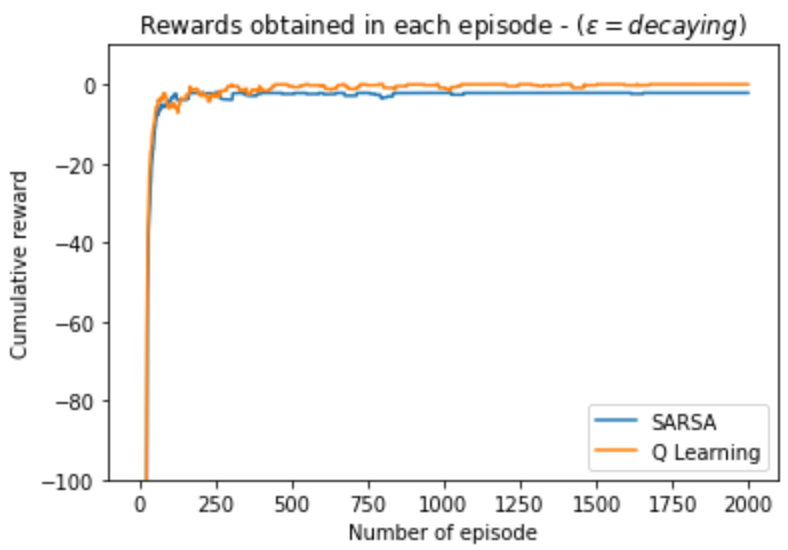 Rewards obtained in each episode - (ε = decaying)
0
−20
−40
−60
−80
−100
Cumulative reward
SARSA
Q Learning
0 250 500 750 1000 1250 1500 1750 2000
Number of episode